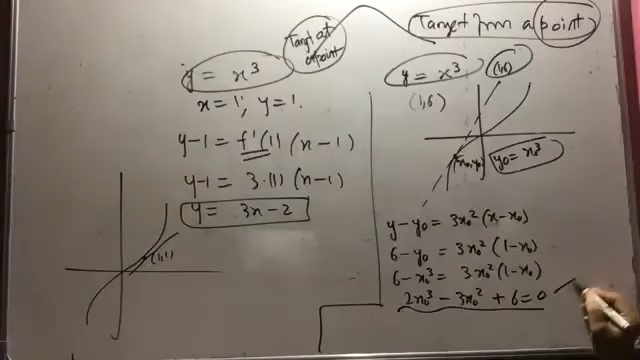 Tangt at
a point
y = x³
x = 1, y = 1.
y-1 = f'(1) (x-1)
y-1 = 3.(1) (x-1)
y = 3x-2
(1,1)
Tangt from a point
y = x³
(1,6)
(1,6)
(x₀,y₀)
y₀ = x₀³
y-y₀ = 3x₀² (x-x₀)
6-y₀ = 3x₀² (1-x₀)
6-x₀³ = 3x₀² (1-x₀)
2x₀³ - 3x₀² + 6 = 0